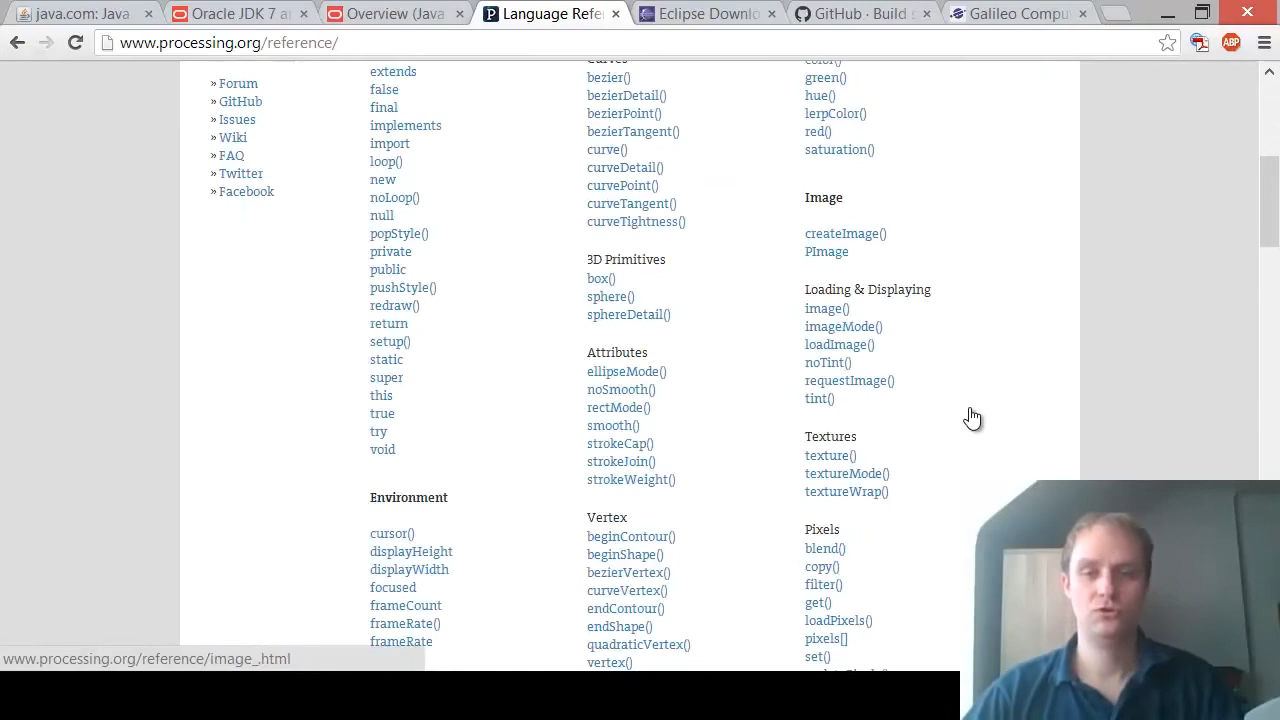 java.com: Java
Oracle JDK 7 a
Overview (Java
Language Refe
Eclipse Downlo
GitHub · Build s
Galileo Compu
www.processing.org/reference/
ABP
» Forum
» GitHub
» Issues
» Wiki
» FAQ
» Twitter
» Facebook
extends
false
final
implements
import
loop()
new
noLoop()
null
popStyle()
private
public
pushStyle()
redraw()
return
setup()
static
super
this
true
try
void
Environment
cursor()
displayHeight
displayWidth
focused
frameCount
frameRate()
frameRate
Curves
bezier()
bezierDetail()
bezierPoint()
bezierTangent()
curve()
curveDetail()
curvePoint()
curveTangent()
curveTightness()
3D Primitives
box()
sphere()
sphereDetail()
Attributes
ellipseMode()
noSmooth()
rectMode()
smooth()
strokeCap()
strokeJoin()
strokeWeight()
Vertex
beginContour()
beginShape()
bezierVertex()
curveVertex()
endContour()
endShape()
quadraticVertex()
vertex()
color()
green()
hue()
lerpColor()
red()
saturation()
Image
createImage()
PImage
Loading & Displaying
image()
imageMode()
loadImage()
noTint()
requestImage()
tint()
Textures
texture()
textureMode()
textureWrap()
Pixels
blend()
copy()
filter()
get()
loadPixels()
pixels[]
set()
www.processing.org/reference/image_.html